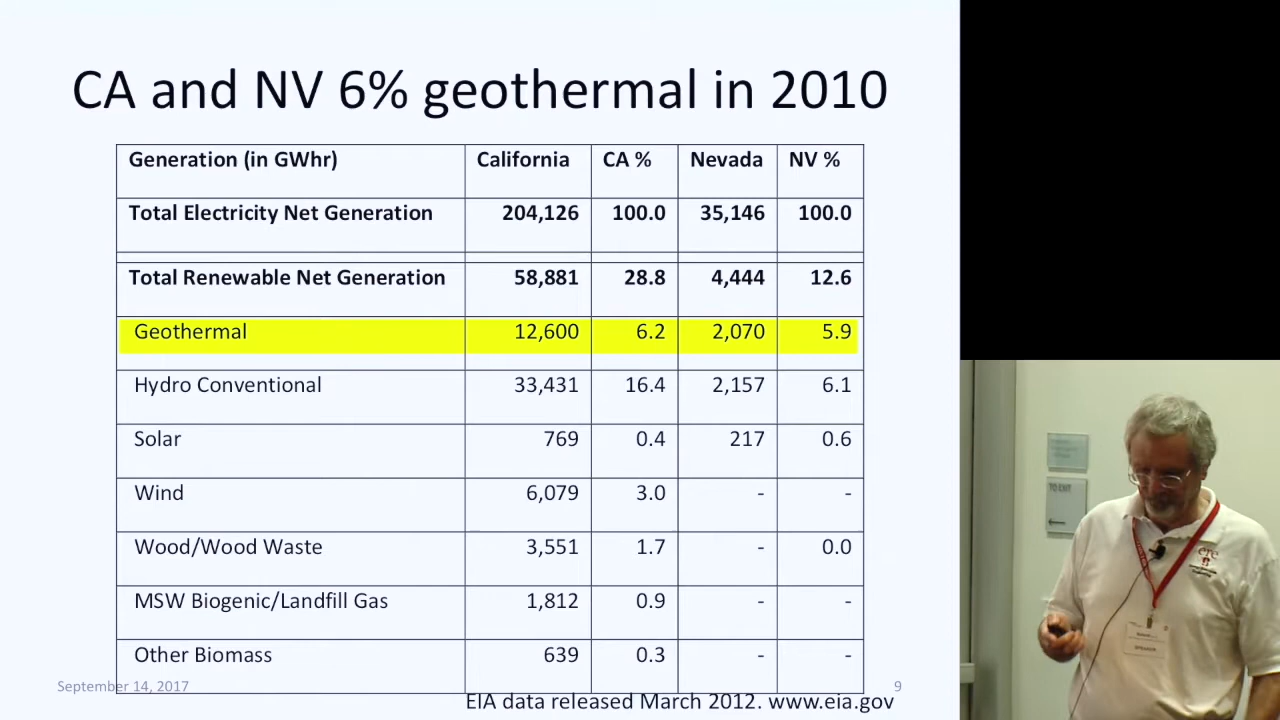 CA and NV 6% geothermal in 2010
Generation (in GWhr) California CA % Nevada NV %
Total Electricity Net Generation 204,126 100.0 35,146 100.0
Total Renewable Net Generation 58,881 28.8 4,444 12.6
Geothermal 12,600 6.2 2,070 5.9
Hydro Conventional 33,431 16.4 2,157 6.1
Solar 769 0.4 217 0.6
Wind 6,079 3.0 - -
Wood/Wood Waste 3,551 1.7 - 0.0
MSW Biogenic/Landfill Gas 1,812 0.9 - -
Other Biomass 639 0.3 - -
September 14, 2017 9
EIA data released March 2012. www.eia.gov
TO EXIT
SPEAKER